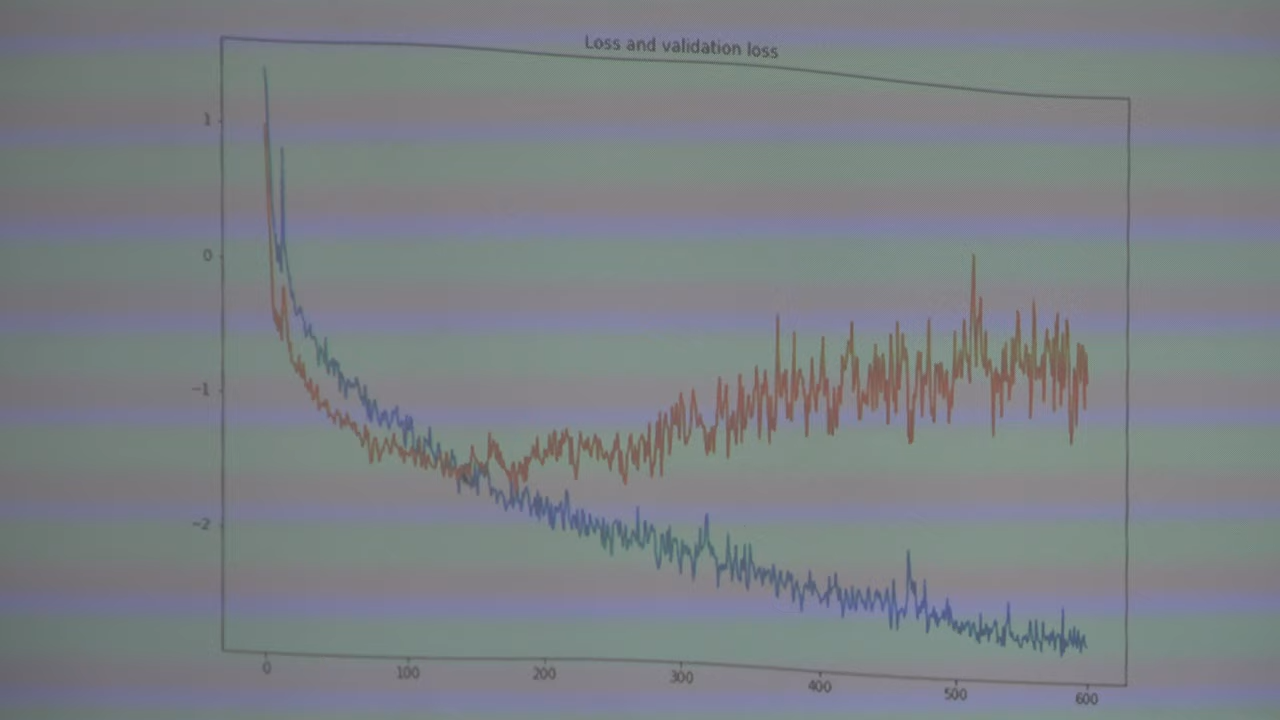 Loss and validation loss
1
0
−1
−2
0 100 200 300 400 500 600